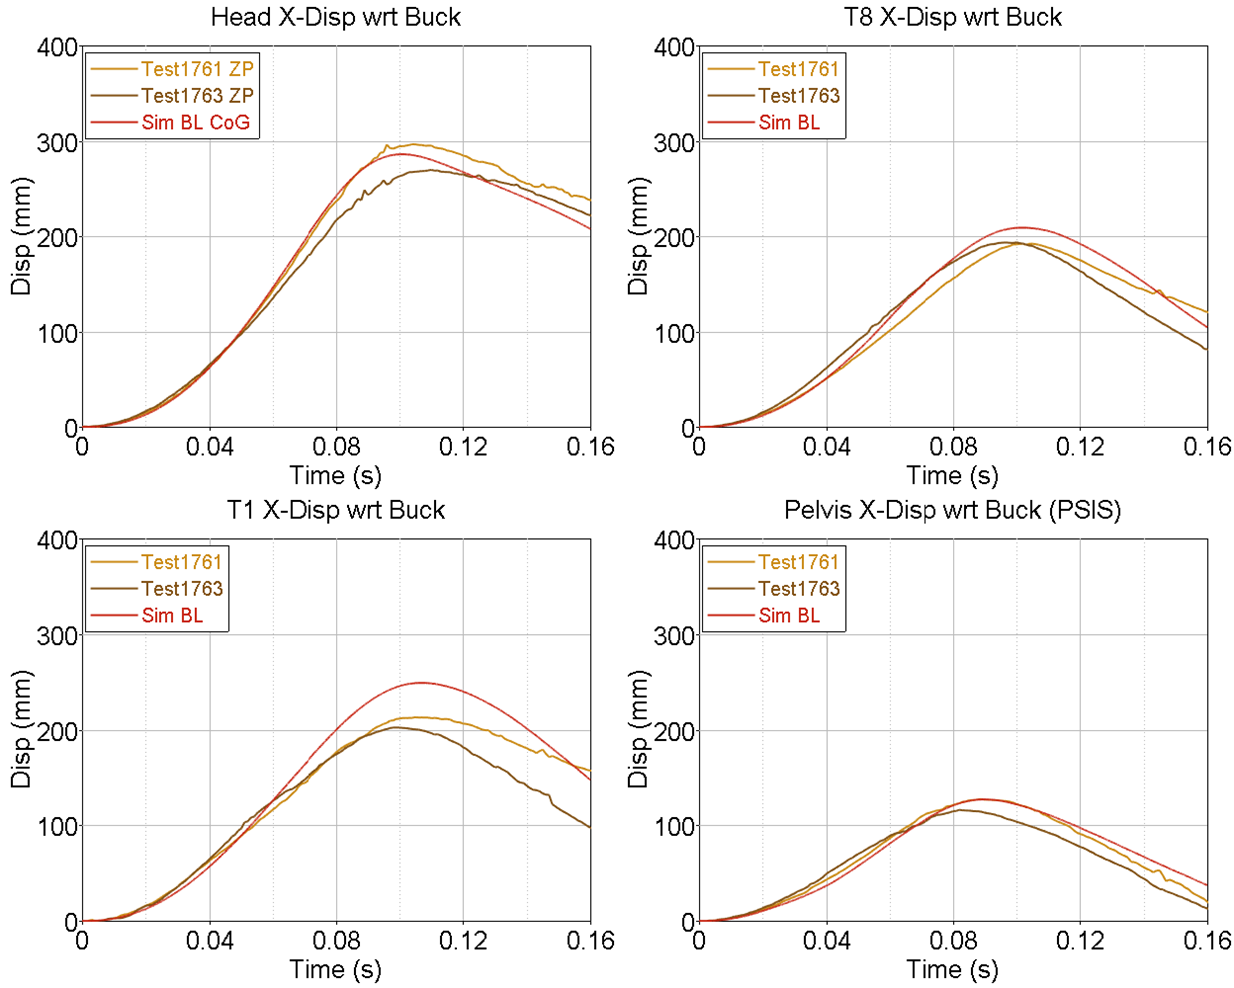 Head X-Disp wrt Buck
400
300
200
100
0
Disp (mm)
Test1761 ZP
Test1763 ZP
Sim BL CoG
0 0.04 0.08 0.12 0.16
Time (s)
T8 X-Disp wrt Buck
400
300
200
100
0
Disp (mm)
Test1761
Test1763
Sim BL
0 0.04 0.08 0.12 0.16
Time (s)
T1 X-Disp wrt Buck
400
300
200
100
0
Disp (mm)
Test1761
Test1763
Sim BL
0 0.04 0.08 0.12 0.16
Time (s)
Pelvis X-Disp wrt Buck (PSIS)
400
300
200
100
0
Disp (mm)
Test1761
Test1763
Sim BL
0 0.04 0.08 0.12 0.16
Time (s)